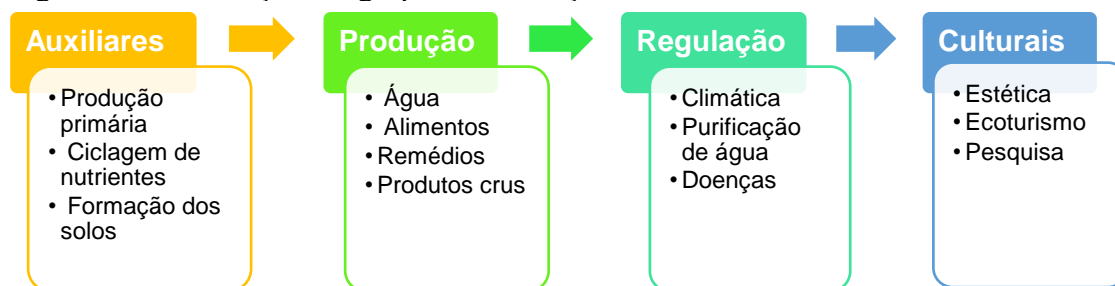 Auxiliares
• Produção
primária
• Ciclagem de
nutrientes
• Formação dos
solos
Produção
• Água
• Alimentos
• Remédios
• Produtos crus
Regulação
• Climática
• Purificação
de água
• Doenças
Culturais
• Estética
• Ecoturismo
• Pesquisa